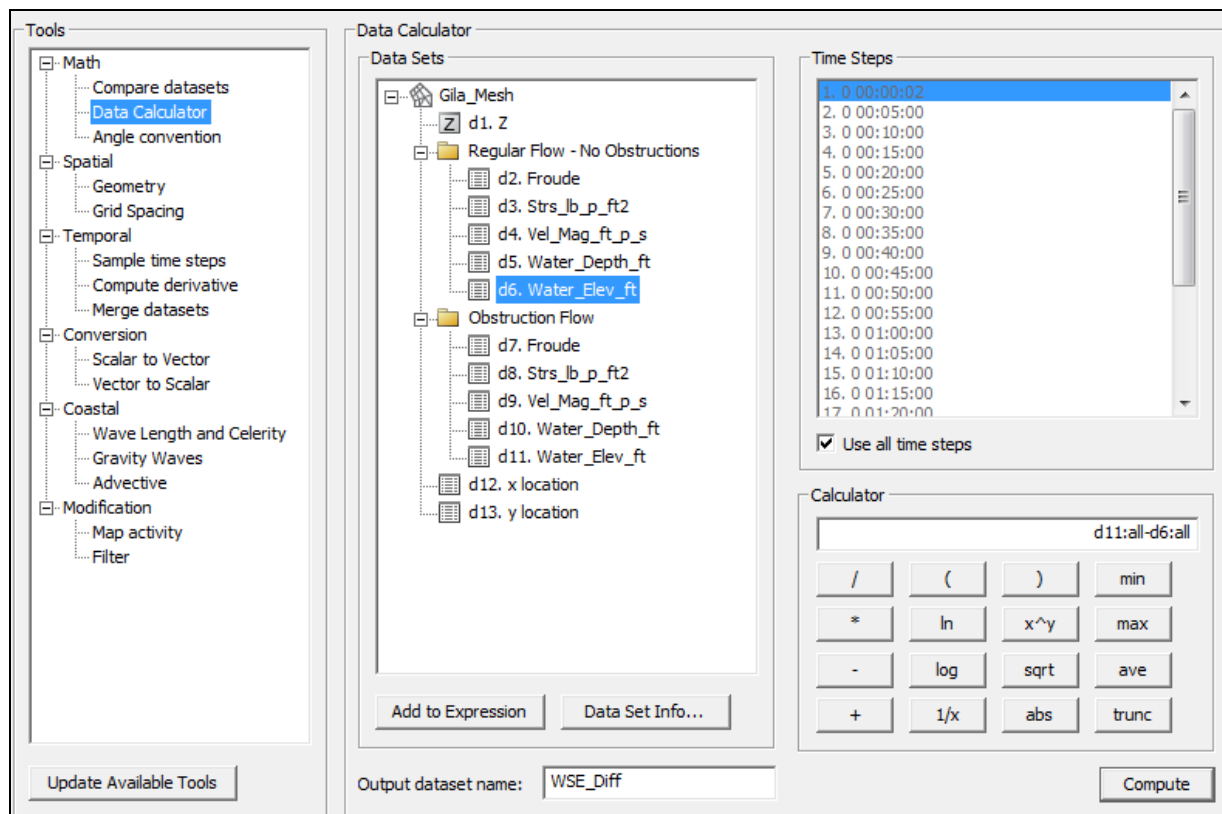 Tools
Math
Compare datasets
Data Calculator
Angle convention
Spatial
Geometry
Grid Spacing
Temporal
Sample time steps
Compute derivative
Merge datasets
Conversion
Scalar to Vector
Vector to Scalar
Coastal
Wave Length and Celerity
Gravity Waves
Advective
Modification
Map activity
Filter
Update Available Tools
Data Calculator
Data Sets
Gila_Mesh
Z d1. Z
Regular Flow - No Obstructions
d2. Froude
d3. Strs_lb_p_ft2
d4. Vel_Mag_ft_p_s
d5. Water_Depth_ft
d6. Water_Elev_ft
Obstruction Flow
d7. Froude
d8. Strs_lb_p_ft2
d9. Vel_Mag_ft_p_s
d10. Water_Depth_ft
d11. Water_Elev_ft
d12. x location
d13. y location
Add to Expression
Data Set Info...
Output dataset name: WSE_Diff
Time Steps
1. 0 00:00:02
2. 0 00:05:00
3. 0 00:10:00
4. 0 00:15:00
5. 0 00:20:00
6. 0 00:25:00
7. 0 00:30:00
8. 0 00:35:00
9. 0 00:40:00
10. 0 00:45:00
11. 0 00:50:00
12. 0 00:55:00
13. 0 01:00:00
14. 0 01:05:00
15. 0 01:10:00
16. 0 01:15:00
17. 0 01:20:00
Use all time steps
Calculator
d11:all-d6:all
/ ( ) min
* ln x^y max
- log sqrt ave
+ 1/x abs trunc
Compute